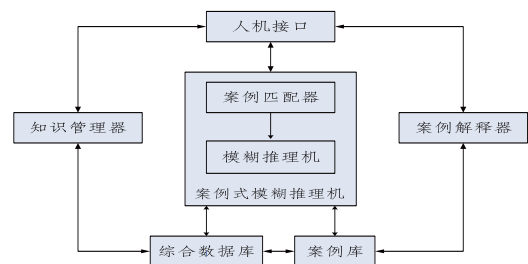 人机接口
案例匹配器
知识管理器
案例解释器
模糊推理机
案例式模糊推理机
综合数据库
案例库